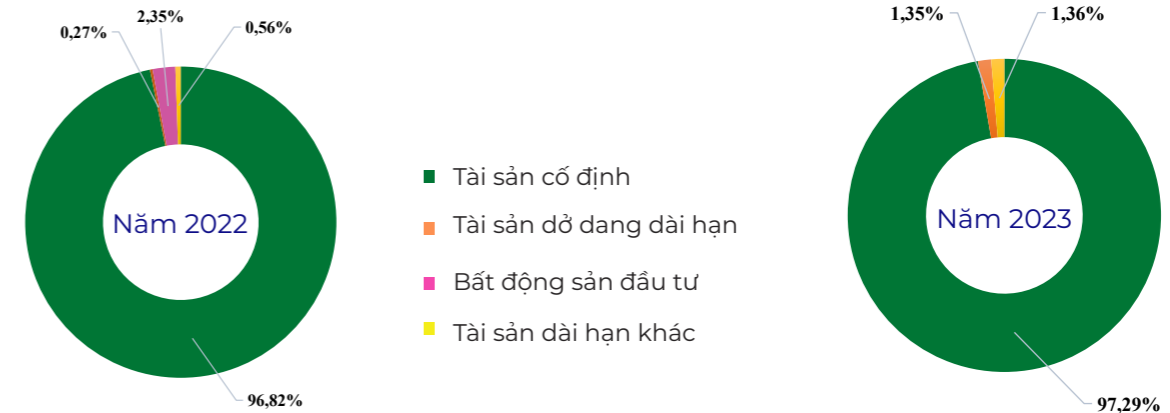 0,27%
2,35%
0,56%
Năm 2022
96,82%
Tài sản cố định
Tài sản dở dang dài hạn
Bất động sản đầu tư
Tài sản dài hạn khác
1,35%
1,36%
Năm 2023
97,29%